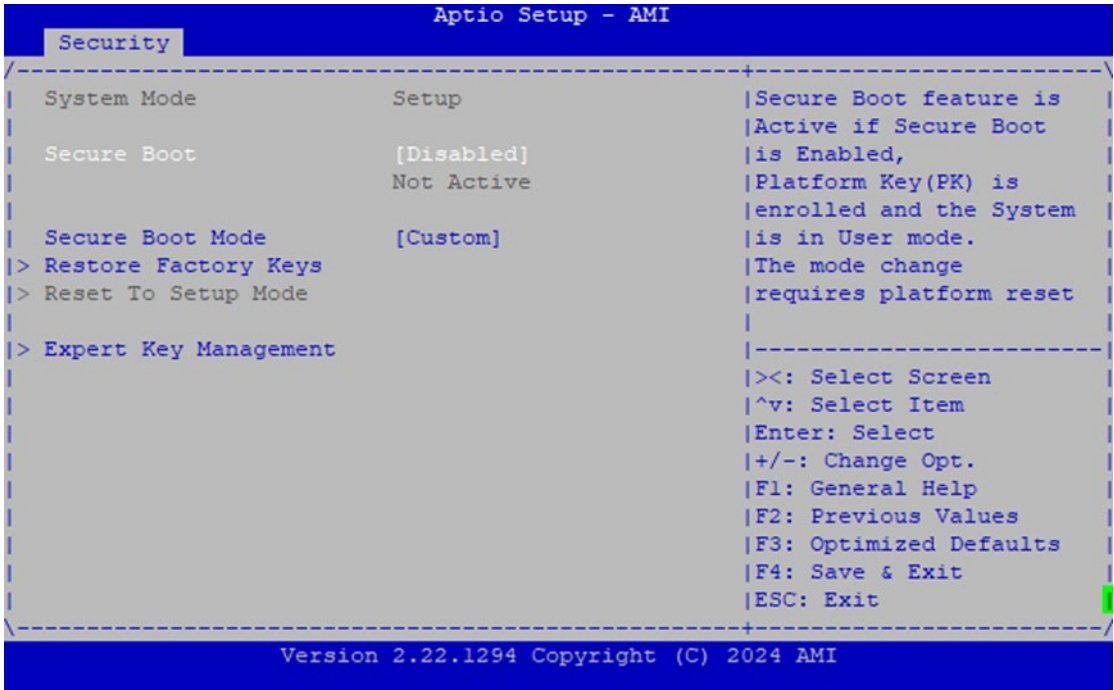 Aptio Setup - AMI
Security
System Mode Setup
Secure Boot [Disabled]
Not Active
Secure Boot Mode [Custom]
> Restore Factory Keys
> Reset To Setup Mode
> Expert Key Management
Secure Boot feature is
Active if Secure Boot
is Enabled,
Platform Key(PK) is
enrolled and the System
is in User mode.
The mode change
requires platform reset
><: Select Screen
^v: Select Item
Enter: Select
+/-: Change Opt.
F1: General Help
F2: Previous Values
F3: Optimized Defaults
F4: Save & Exit
ESC: Exit
Version 2.22.1294 Copyright (C) 2024 AMI